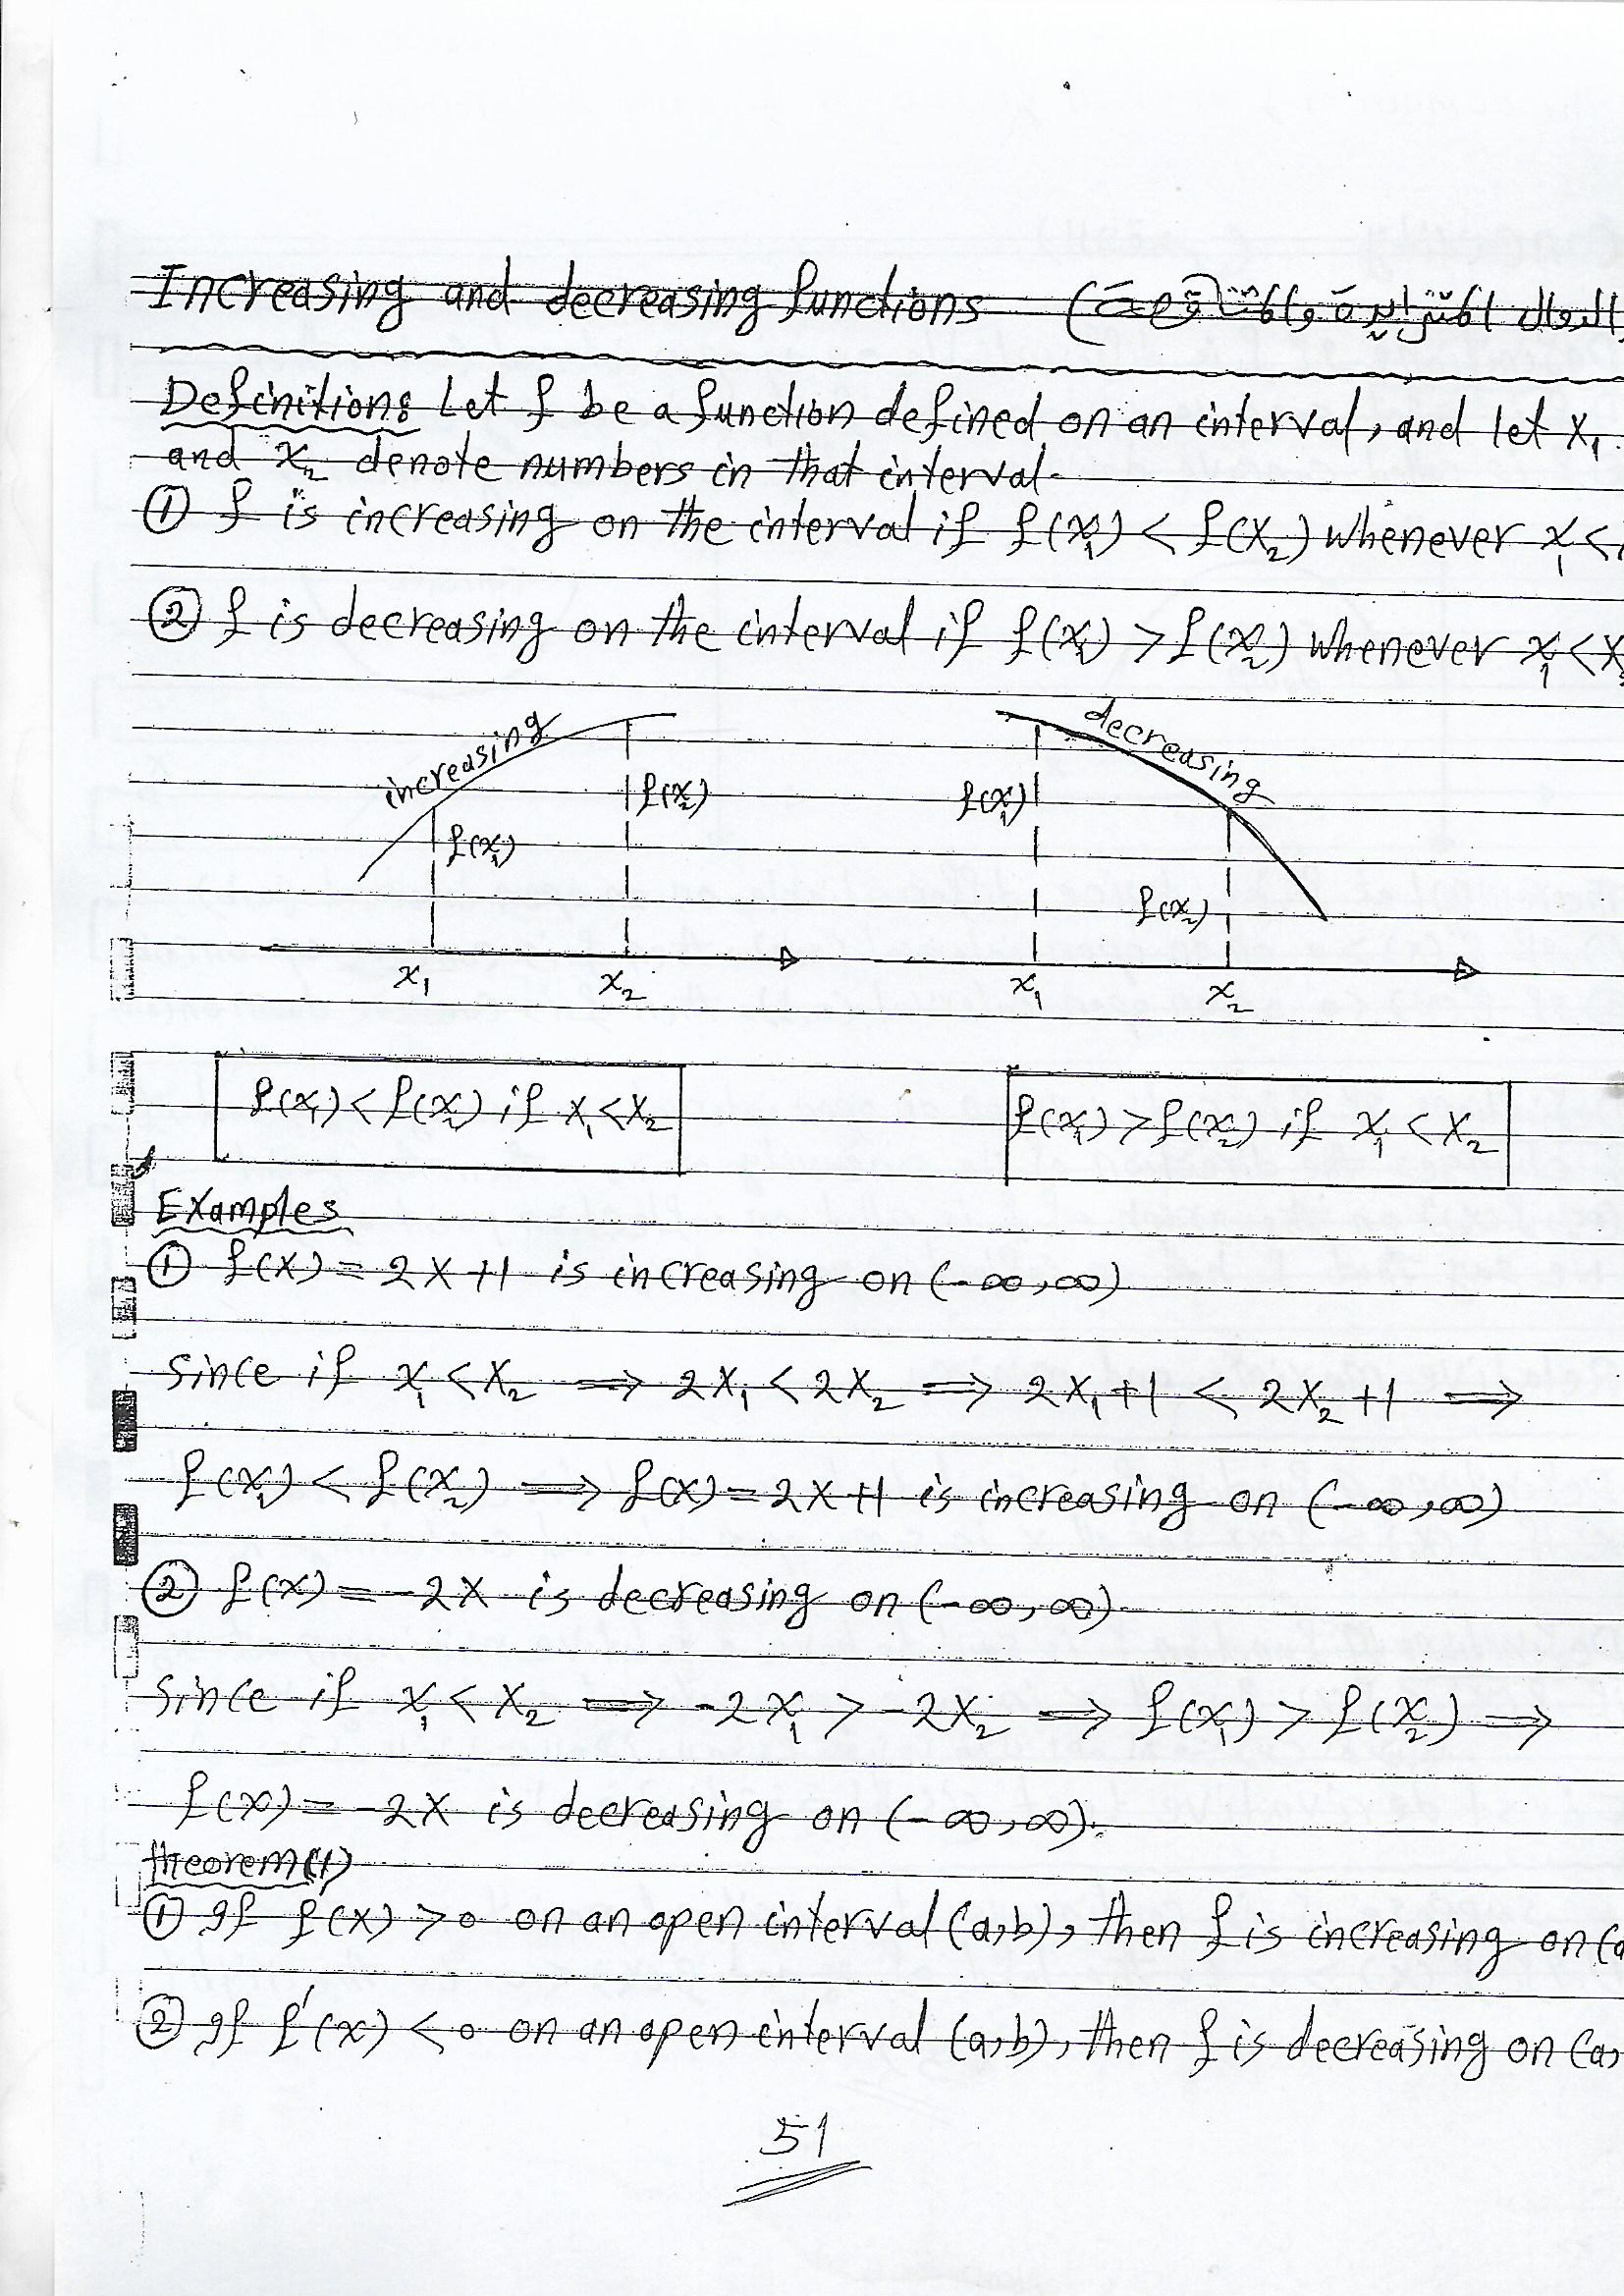 Increasing and decreasing functions (الدوال المتزايدة والمتناقصة
Definitions: Let f be a function defined on an interval, and let x₁
and x₂ denote numbers in that interval.
① f is increasing on the interval if f(x₁) < f(x₂) whenever x₁ <
② f is decreasing on the interval if f(x₁) > f(x₂) whenever x₁ < x₂
increasing
f(x₁)
f(x₂)
x₁ x₂
decreasing
f(x₁)
f(x₂)
x₁ x₂
f(x₁) < f(x₂) if x₁ < x₂
f(x₁) > f(x₂) if x₁ < x₂
Examples
① f(x) = 2x+1 is increasing on (-∞,∞)
Since if x₁ < x₂ ⟹ 2x₁ < 2x₂ ⟹ 2x₁+1 < 2x₂+1 ⟹
f(x₁) < f(x₂) ⟹ f(x) = 2x+1 is increasing on (-∞,∞)
② f(x) = -2x is decreasing on (-∞,∞).
Since if x₁ < x₂ ⟹ -2x₁ > -2x₂ ⟹ f(x₁) > f(x₂) ⟹
f(x) = -2x is decreasing on (-∞,∞).
theorem(1)
① If f′(x) > 0 on an open interval (a,b), then f is increasing on (a
② If f′(x) < 0 on an open interval (a,b), then f is decreasing on (a,
51